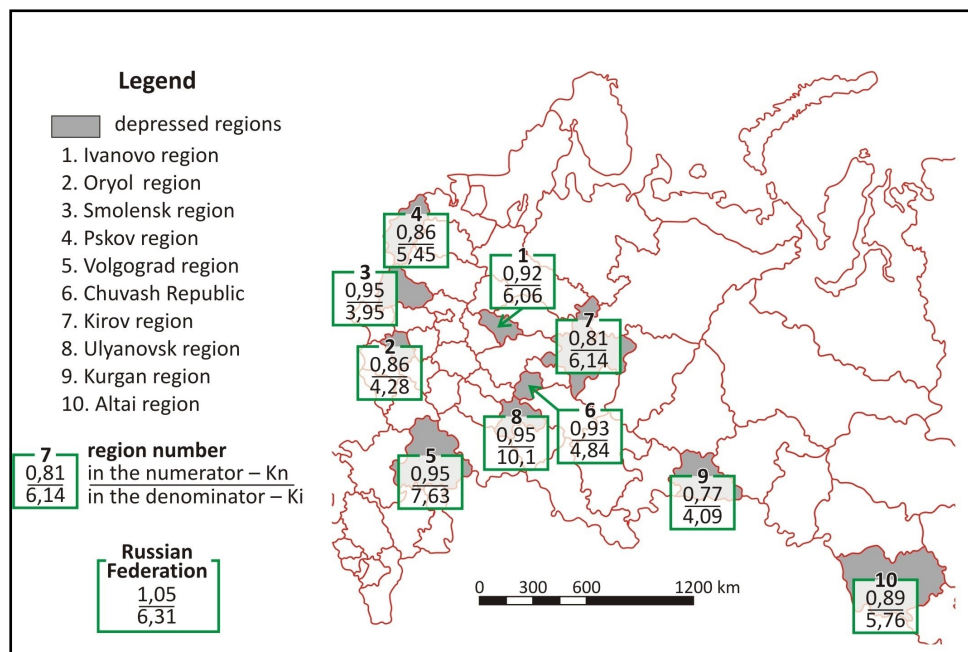 Legend
depressed regions
1. Ivanovo region
2. Oryol region
3. Smolensk region
4. Pskov region
5. Volgograd region
6. Chuvash Republic
7. Kirov region
8. Ulyanovsk region
9. Kurgan region
10. Altai region
7
0,81
6,14
region number
in the numerator – Kn
in the denominator – Ki
Russian
Federation
1,05
6,31
4
0,86
5,45
1
0,92
6,06
3
0,95
3,95
7
0,81
6,14
2
0,86
4,28
8
0,95
10,1
6
0,93
4,84
5
0,95
7,63
9
0,77
4,09
10
0,89
5,76
0 300 600 1200 km